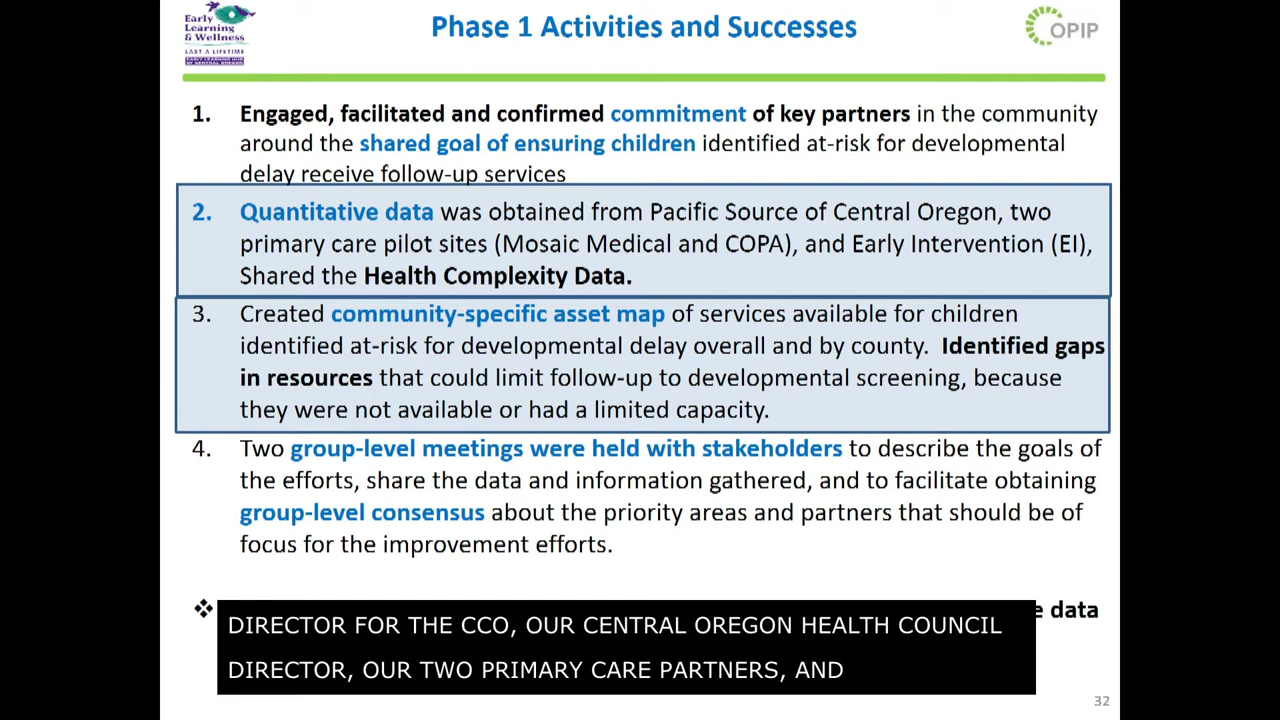 Early
Learning
& Wellness
LAST A LIFETIME
EARLY LEARNING HUB
OF CENTRAL OREGON
Phase 1 Activities and Successes
OPIP
1. Engaged, facilitated and confirmed commitment of key partners in the community
around the shared goal of ensuring children identified at-risk for developmental
delay receive follow-up services
2. Quantitative data was obtained from Pacific Source of Central Oregon, two
primary care pilot sites (Mosaic Medical and COPA), and Early Intervention (EI),
Shared the Health Complexity Data.
3. Created community-specific asset map of services available for children
identified at-risk for developmental delay overall and by county. Identified gaps
in resources that could limit follow-up to developmental screening, because
they were not available or had a limited capacity.
4. Two group-level meetings were held with stakeholders to describe the goals of
the efforts, share the data and information gathered, and to facilitate obtaining
group-level consensus about the priority areas and partners that should be of
focus for the improvement efforts.
❖ data
DIRECTOR FOR THE CCO, OUR CENTRAL OREGON HEALTH COUNCIL
DIRECTOR, OUR TWO PRIMARY CARE PARTNERS, AND
32